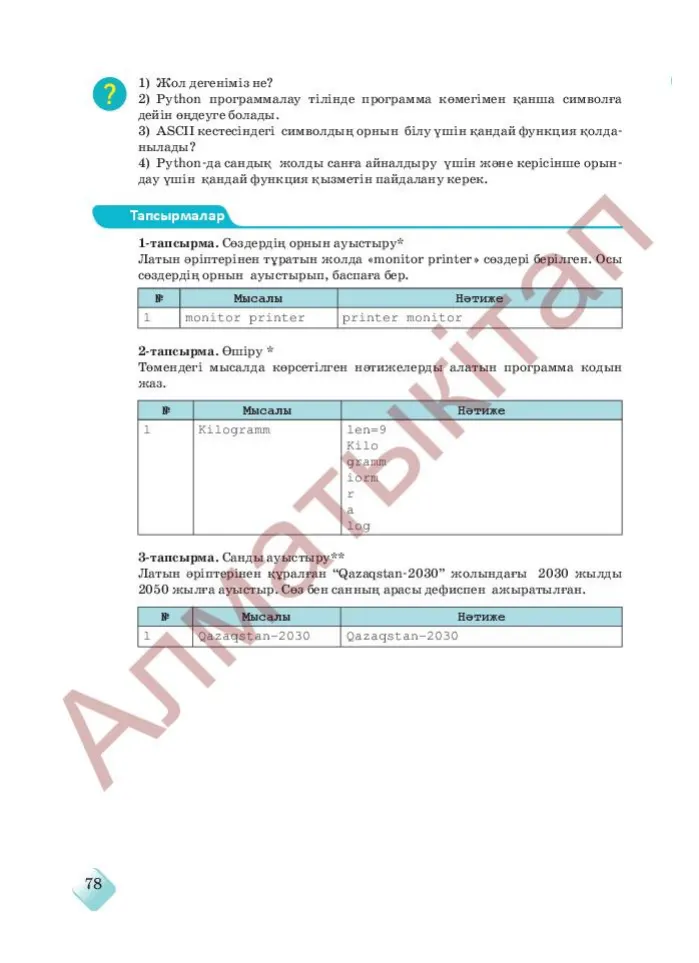 ?
1) Жол дегеніміз не?
2) Python программалау тілінде программа көмегімен қанша символға
дейін өңдеуге болады.
3) ASCII кестесіндегі символдың орнын білу үшін қандай функция қолда-
нылады?
4) Python-да сандық жолды санға айналдыру үшін және керісінше орын-
дау үшін қандай функция қызметін пайдалану керек.
Тапсырмалар
1-тапсырма. Сөздердің орнын ауыстыру*
Латын әріптерінен тұратын жолда «monitor printer» сөздері берілген. Осы
сөздердің орнын ауыстырып, баспаға бер.
№ Мысалы Нәтиже
1 monitor printer printer monitor
2-тапсырма. Өшіру *
Төмендегі мысалда көрсетілген нәтижелерды алатын программа кодын
жаз.
№ Мысалы Нәтиже
1 Kilogramm len=9
Kilo
gramm
iorm
r
a
log
3-тапсырма. Санды ауыстыру**
Латын әріптерінен құралған “Qazaqstan-2030” жолындағы 2030 жылды
2050 жылға ауыстыр. Сөз бен санның арасы дефиспен ажыратылған.
№ Мысалы Нәтиже
1 Qazaqstan-2030 Qazaqstan-2030
Алматыкітап
78